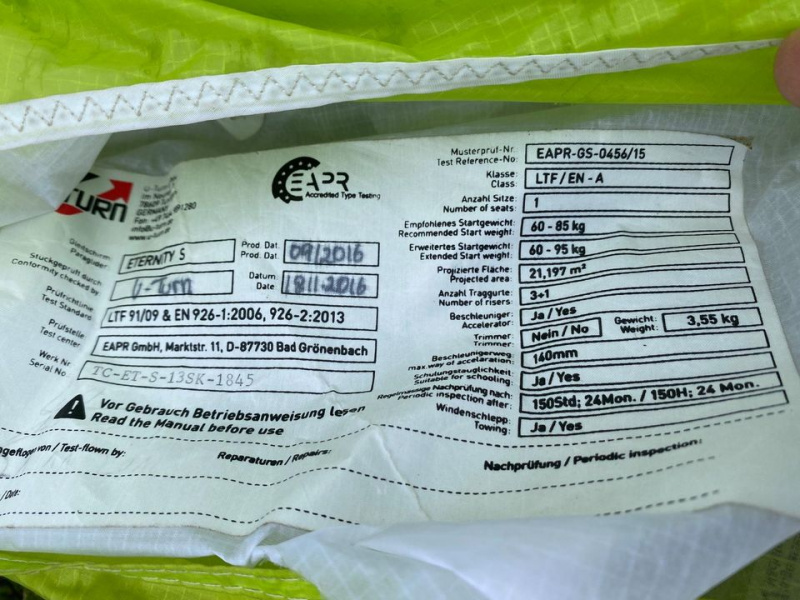 U-TURN
GERMANY
EAPR
Accredited Type Testing
ETERNITY S
Prod. Dat.
Prod. Dat.
09/2016
Stückgeprüft durch
Conformity checked by
U-Turn
Datum:
Date
18.11.2016
Prüfrichtlinie
Test Standard
LTF 91/09 & EN 926-1:2006, 926-2:2013
Prüfstelle
Test center:
EAPR GmbH, Marktstr. 11, D-87730 Bad Grönenbach
Werk Nr.
Serial No
TC-ET-S-13SK-1845
Vor Gebrauch Betriebsanweisung lesen
Read the Manual before use
Musterprüf-Nr.
Test Reference-No:
EAPR-GS-0456/15
Klasse:
Class:
LTF/EN - A
Anzahl Sitze:
Number of seats:
1
Empfohlenes Startgewicht:
Recommended Start weight:
60 - 85 kg
Erweitertes Startgewicht:
Extended Start weight:
60 - 95 kg
Projizierte Fläche:
Projected area:
21,197 m²
Anzahl Traggurte:
Number of risers:
3+1
Beschleuniger:
Accelerator:
Ja / Yes
Trimmer:
Trimmer:
Nein / No
Gewicht:
Weight:
3,55 kg
Beschleunigerweg:
max. way of accelaration:
140mm
Schulungstauglichkeit:
Suitable for schooling:
Ja / Yes
Regelmässige Nachprüfung nach:
Periodic inspection after:
150Std; 24Mon. / 150H; 24 Mon.
Windenschlepp:
Towing:
Ja / Yes
von / Test-flown by:
Reparaturen / Repairs:
Nachprüfung / Periodic inspection:
/ Date: